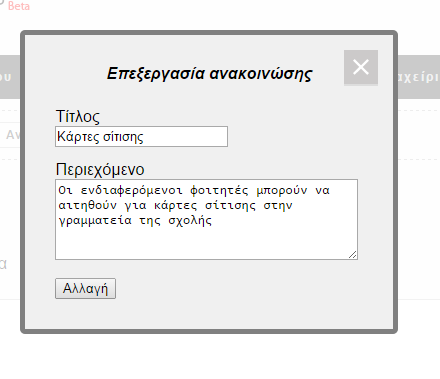 Beta
Επεξεργασία ανακοίνωσης
Τίτλος
Κάρτες σίτισης
Περιεχόμενο
Οι ενδιαφερόμενοι φοιτητές μπορούν να
αιτηθούν για κάρτες σίτισης στην
γραμματεία της σχολής
Αλλαγή